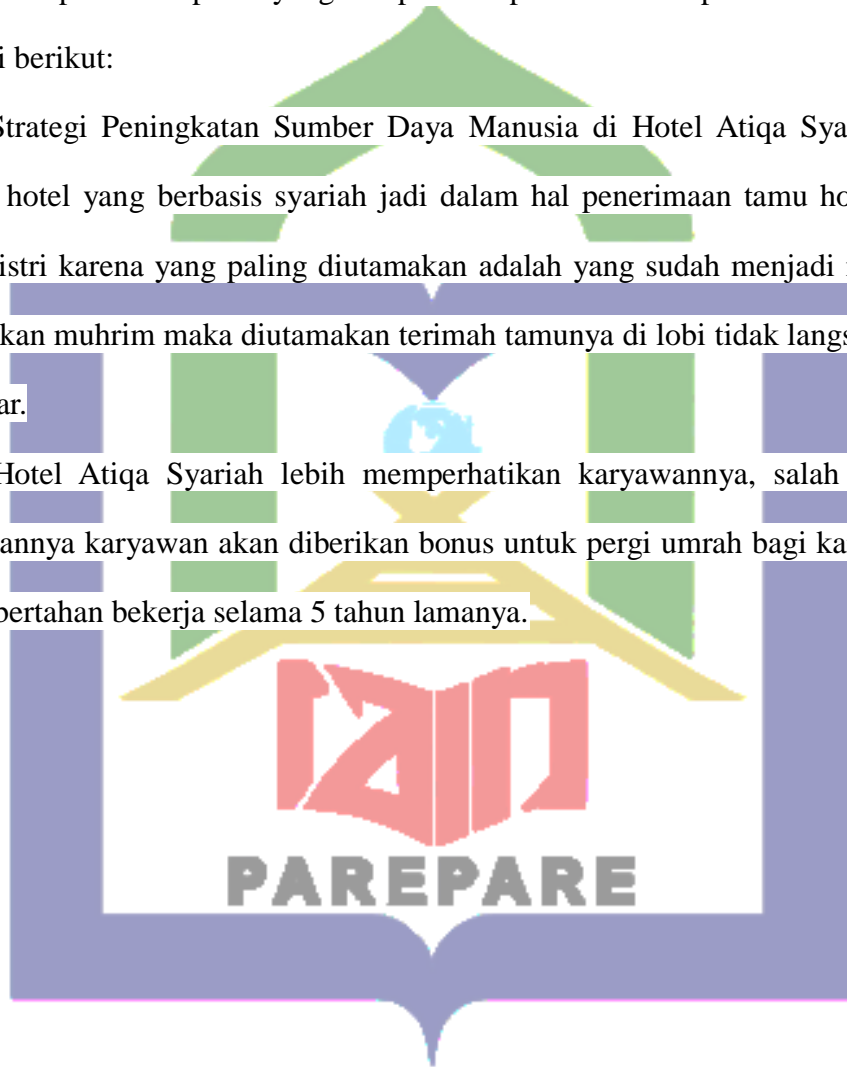 i berikut:
Strategi Peningkatan Sumber Daya Manusia di Hotel Atiqa Sya
hotel yang berbasis syariah jadi dalam hal penerimaan tamu ho
istri karena yang paling diutamakan adalah yang sudah menjadi
kan muhrim maka diutamakan terimah tamunya di lobi tidak langs
ar.
Hotel Atiqa Syariah lebih memperhatikan karyawannya, salah
annya karyawan akan diberikan bonus untuk pergi umrah bagi ka
bertahan bekerja selama 5 tahun lamanya.
iain
PAREPARE